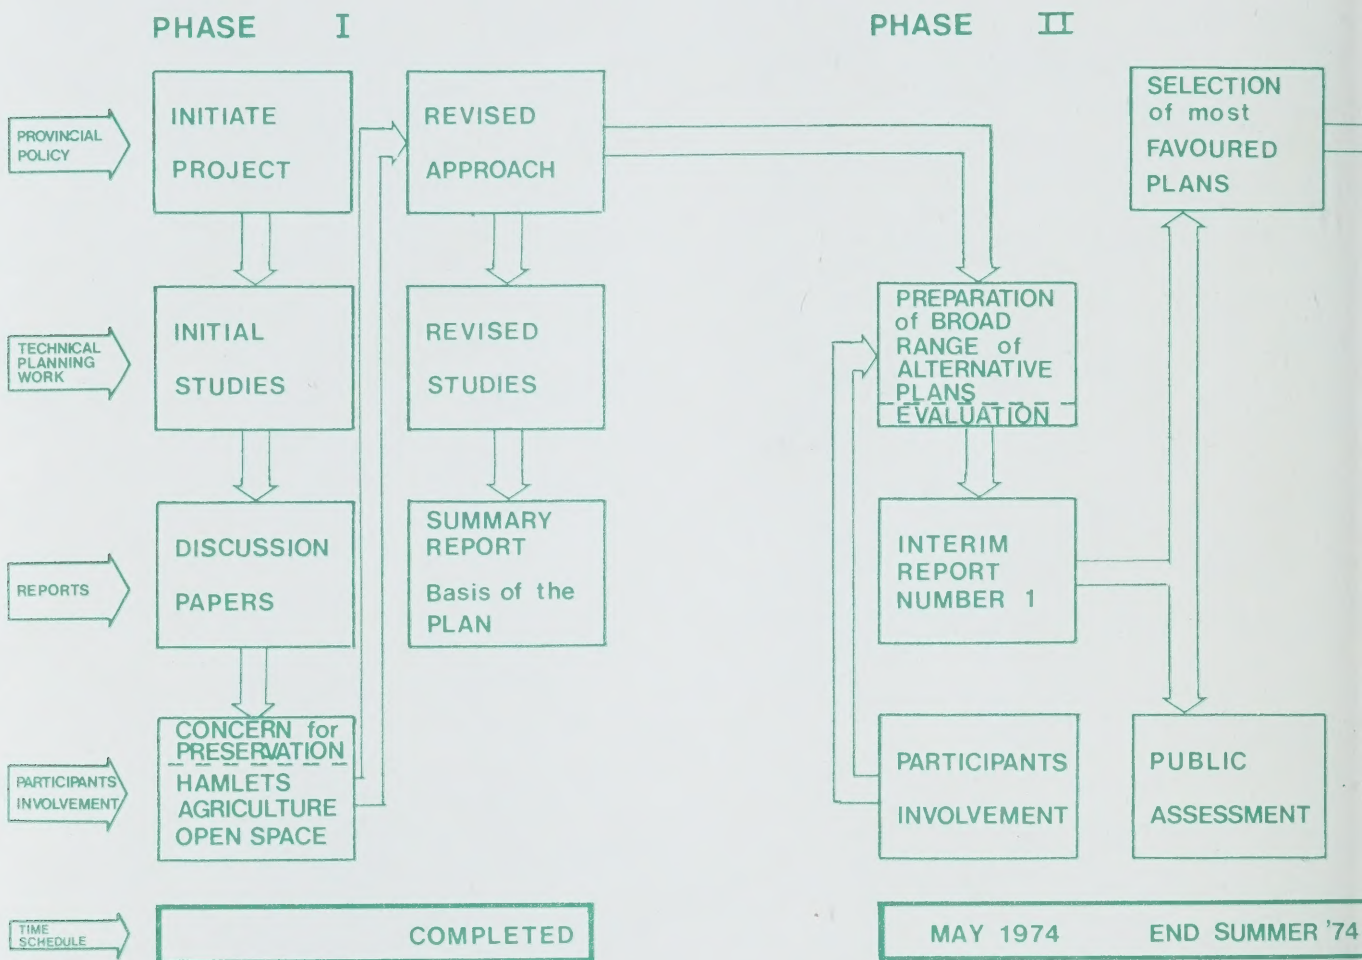 PHASE I
PHASE II
PROVINCIAL
POLICY
INITIATE
PROJECT
REVISED
APPROACH
SELECTION
of most
FAVOURED
PLANS
TECHNICAL
PLANNING
WORK
INITIAL
STUDIES
REVISED
STUDIES
PREPARATION
of BROAD
RANGE of
ALTERNATIVE
PLANS
EVALUATION
REPORTS
DISCUSSION
PAPERS
SUMMARY
REPORT
Basis of the
PLAN
INTERIM
REPORT
NUMBER 1
PARTICIPANTS
INVOLVEMENT
CONCERN for
PRESERVATION
HAMLETS
AGRICULTURE
OPEN SPACE
PARTICIPANTS
INVOLVEMENT
PUBLIC
ASSESSMENT
TIME
SCHEDULE
COMPLETED
MAY 1974
END SUMMER '74